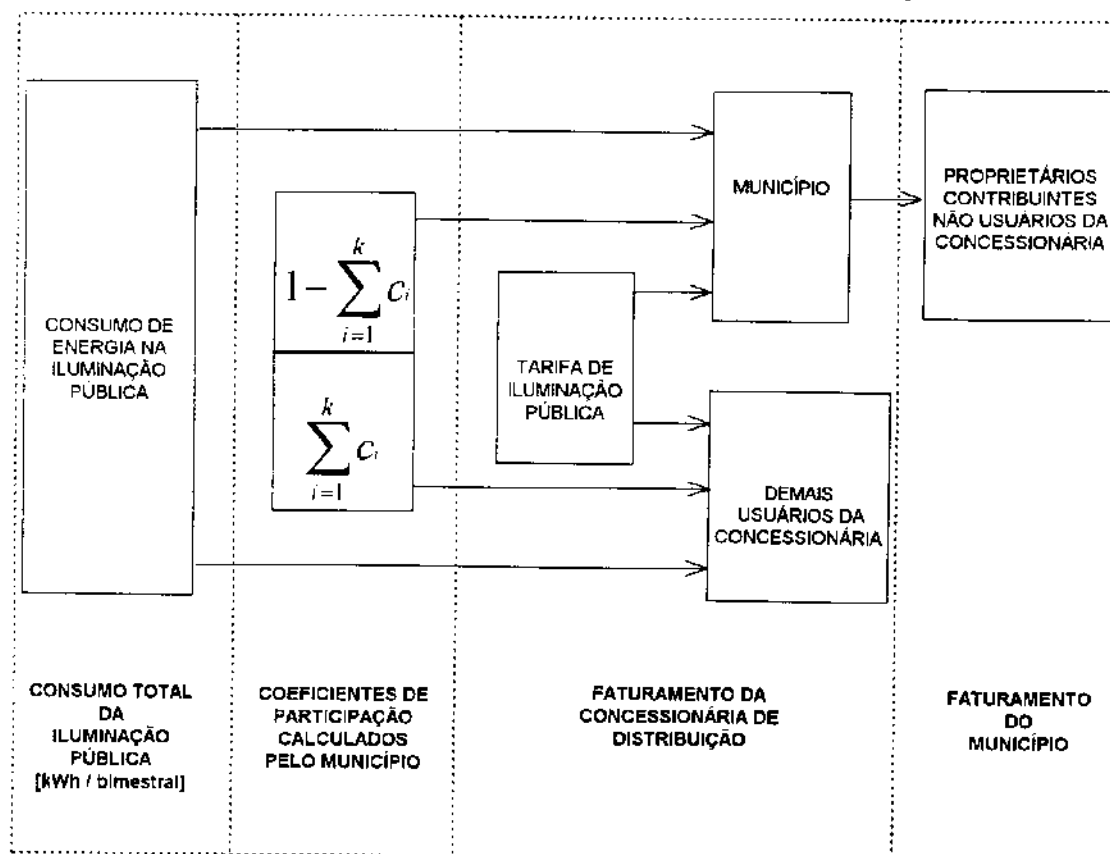 CONSUMO DE
ENERGIA NA
ILUMINAÇÃO
PÚBLICA
k
1 − ∑ Ci
i=1
k
∑ Ci
i=1
TARIFA DE
ILUMINAÇÃO
PÚBLICA
MUNICÍPIO
DEMAIS
USUÁRIOS DA
CONCESSIONÁRIA
PROPRIETÁRIOS
CONTRIBUINTES
NÃO USUÁRIOS DA
CONCESSIONÁRIA
CONSUMO TOTAL
DA
ILUMINAÇÃO
PÚBLICA
[kWh / bimestral]
COEFICIENTES DE
PARTICIPAÇÃO
CALCULADOS
PELO MUNICÍPIO
FATURAMENTO DA
CONCESSIONÁRIA DE
DISTRIBUIÇÃO
FATURAMENTO
DO
MUNICÍPIO